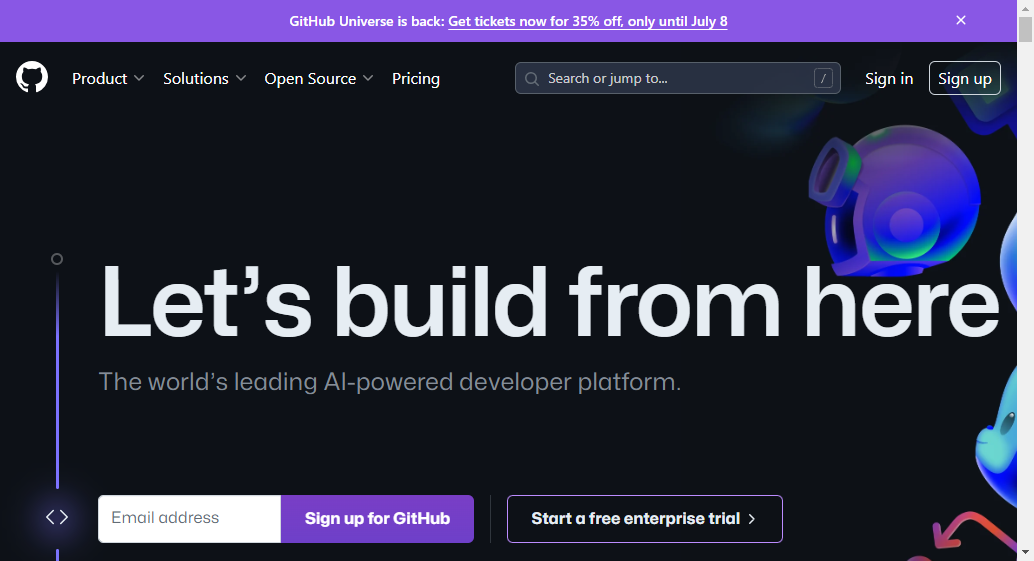 GitHub Universe is back: Get tickets now for 35% off, only until July 8
Product Solutions Open Source Pricing Search or jump to... / Sign in Sign up
Let’s build from here
The world’s leading AI-powered developer platform.
Email address Sign up for GitHub Start a free enterprise trial